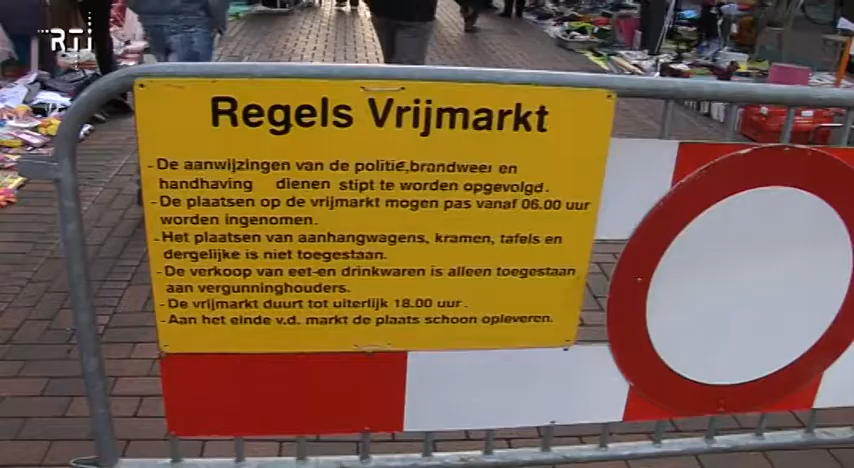 RTi
Regels Vrijmarkt
-De aanwijzingen van de politie,brandweer en
handhaving dienen stipt te worden opgevolgd.
-De plaatsen op de vrijmarkt mogen pas vanaf 06.00 uur
worden ingenomen.
-Het plaatsen van aanhangwagens, kramen, tafels en
dergelijke is niet toegestaan.
-De verkoop van eet-en drinkwaren is alleen toegestaan
aan vergunninghouders.
-De vrijmarkt duurt tot uiterlijk 18.00 uur.
-Aan het einde v.d. markt de plaats schoon opleveren.